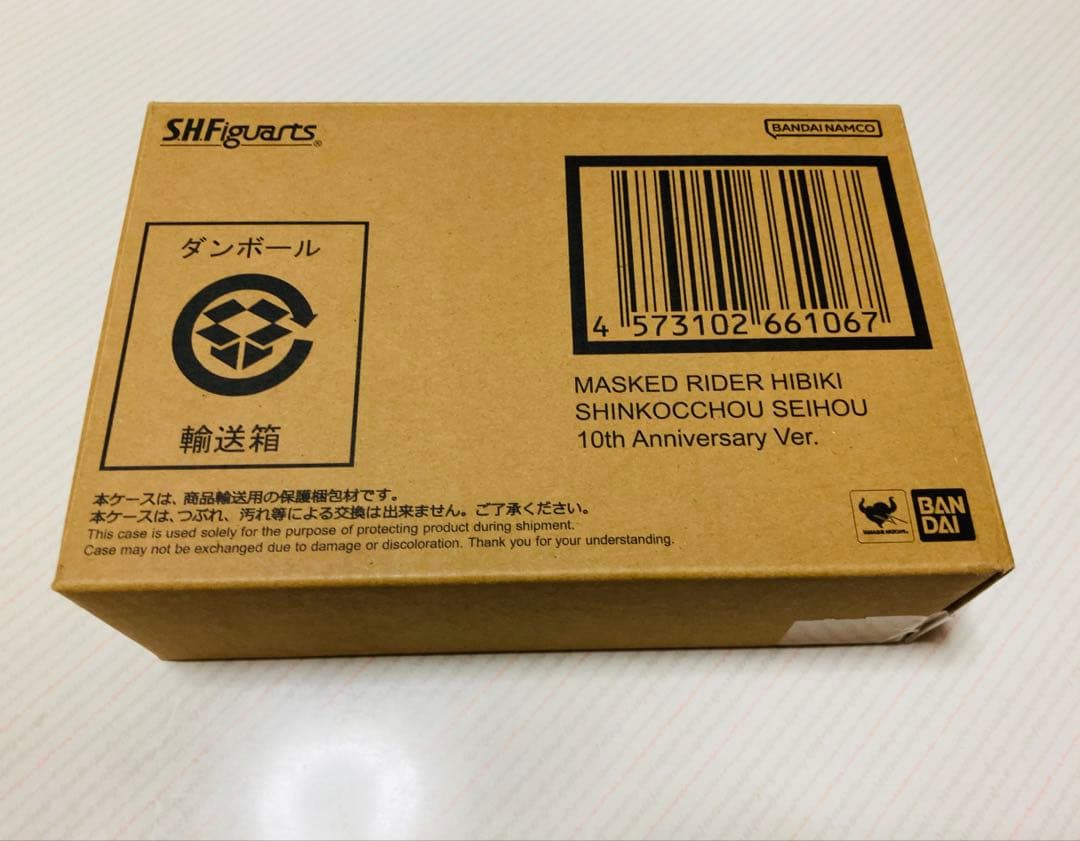 S.H.Figuarts®
BANDAI NAMCO
ダンボール
輸送箱
4 573102 661067
MASKED RIDER HIBIKI
SHINKOCCHOU SEIHOU
10th Anniversary Ver.
本ケースは、商品輸送用の保護梱包材です。
本ケースは、つぶれ、汚れ等による交換は出来ません。ご了承ください。
This case is used solely for the purpose of protecting product during shipment.
Case may not be exchanged due to damage or discoloration. Thank you for your understanding.
TAMASHII NATIONS
BAN
DAI